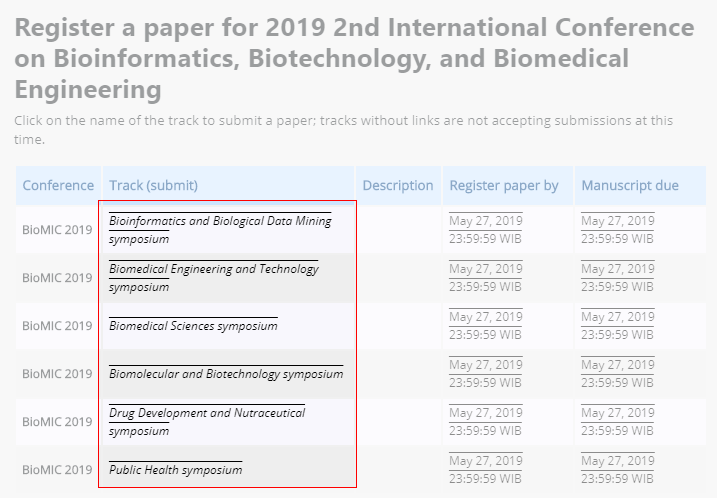 Register a paper for 2019 2nd International Conference
on Bioinformatics, Biotechnology, and Biomedical
Engineering
Click on the name of the track to submit a paper; tracks without links are not accepting submissions at this
time.
Conference Track (submit) Description Register paper by Manuscript due
BioMIC 2019 Bioinformatics and Biological Data Mining symposium May 27, 2019 23:59:59 WIB May 27, 2019 23:59:59 WIB
BioMIC 2019 Biomedical Engineering and Technology symposium May 27, 2019 23:59:59 WIB May 27, 2019 23:59:59 WIB
BioMIC 2019 Biomedical Sciences symposium May 27, 2019 23:59:59 WIB May 27, 2019 23:59:59 WIB
BioMIC 2019 Biomolecular and Biotechnology symposium May 27, 2019 23:59:59 WIB May 27, 2019 23:59:59 WIB
BioMIC 2019 Drug Development and Nutraceutical symposium May 27, 2019 23:59:59 WIB May 27, 2019 23:59:59 WIB
BioMIC 2019 Public Health symposium May 27, 2019 23:59:59 WIB May 27, 2019 23:59:59 WIB